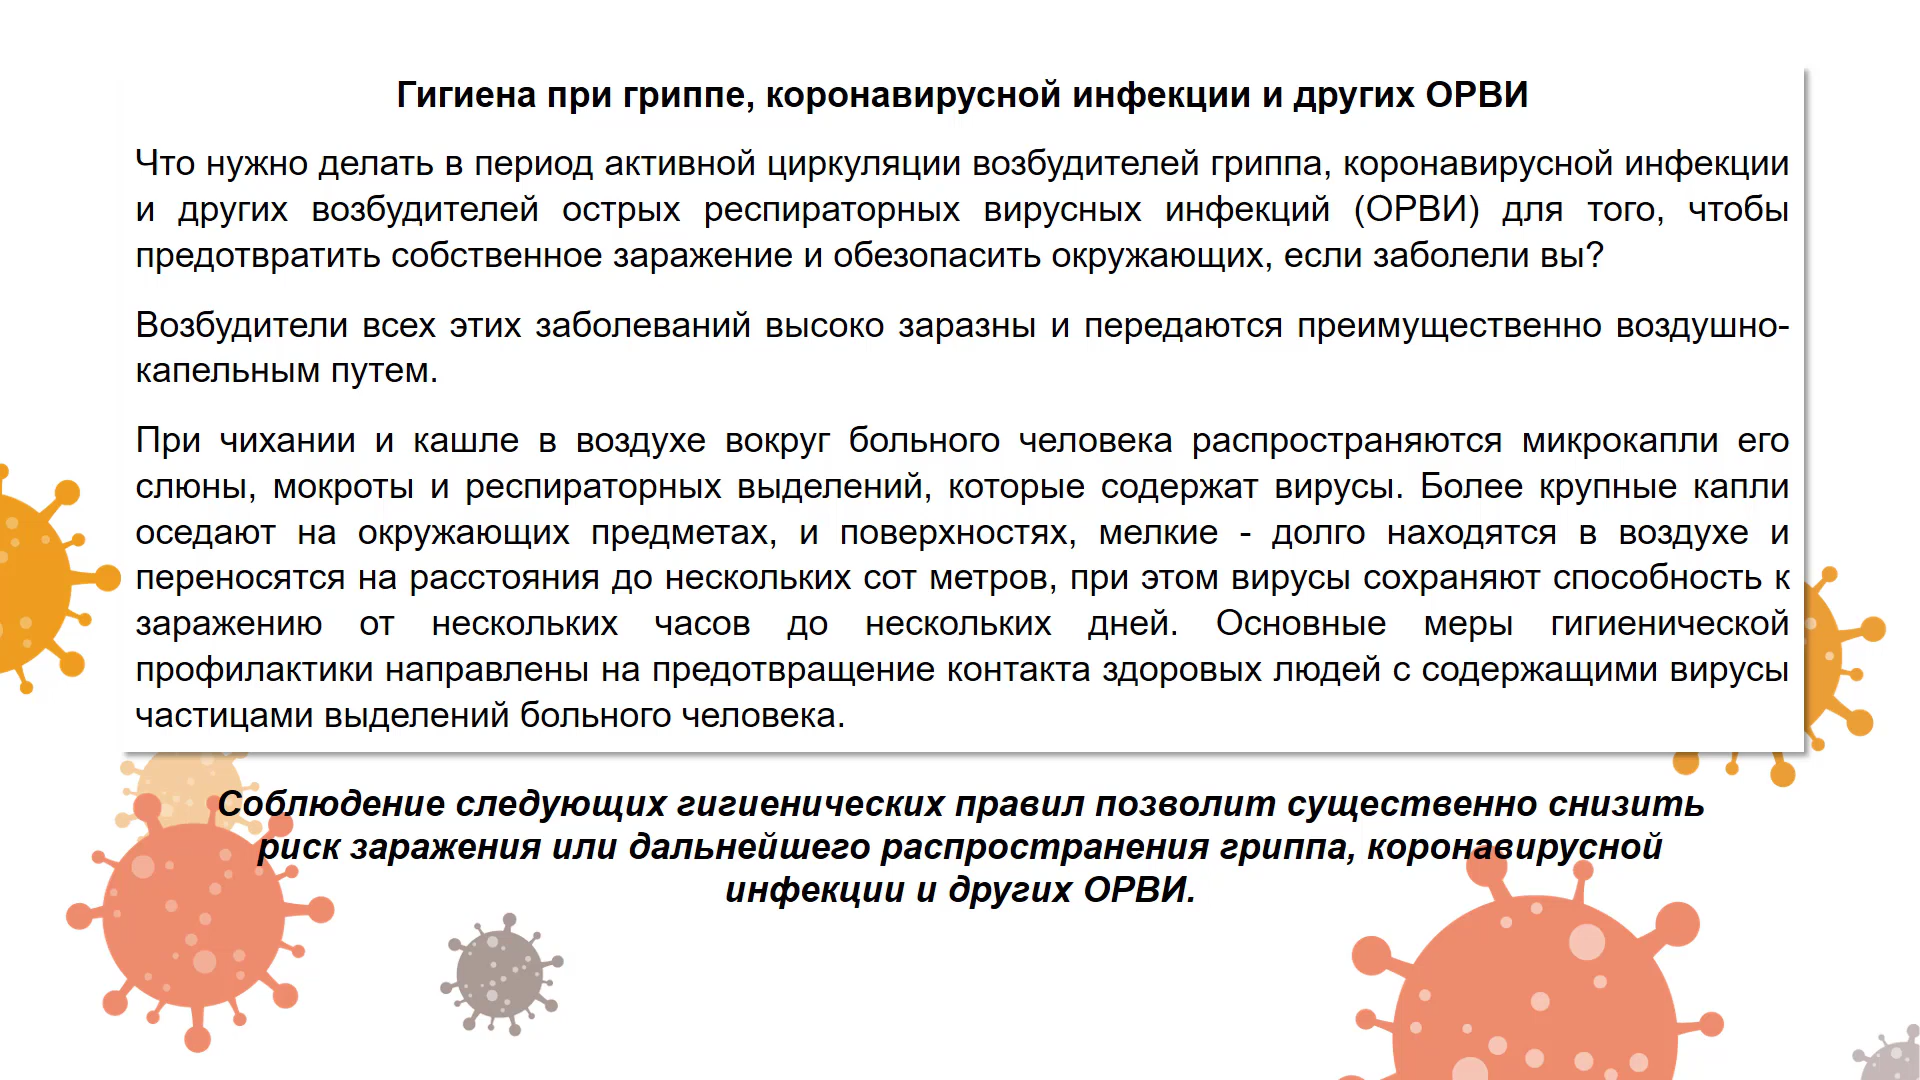 Гигиена при гриппе, коронавирусной инфекции и других ОРВИ
Что нужно делать в период активной циркуляции возбудителей гриппа, коронавирусной инфекции
и других возбудителей острых респираторных вирусных инфекций (ОРВИ) для того, чтобы
предотвратить собственное заражение и обезопасить окружающих, если заболели вы?
Возбудители всех этих заболеваний высоко заразны и передаются преимущественно воздушно-
капельным путем.
При чихании и кашле в воздухе вокруг больного человека распространяются микрокапли его
слюны, мокроты и респираторных выделений, которые содержат вирусы. Более крупные капли
оседают на окружающих предметах, и поверхностях, мелкие - долго находятся в воздухе и
переносятся на расстояния до нескольких сот метров, при этом вирусы сохраняют способность к
заражению от нескольких часов до нескольких дней. Основные меры гигиенической
профилактики направлены на предотвращение контакта здоровых людей с содержащими вирусы
частицами выделений больного человека.
Соблюдение следующих гигиенических правил позволит существенно снизить
риск заражения или дальнейшего распространения гриппа, коронавирусной
инфекции и других ОРВИ.